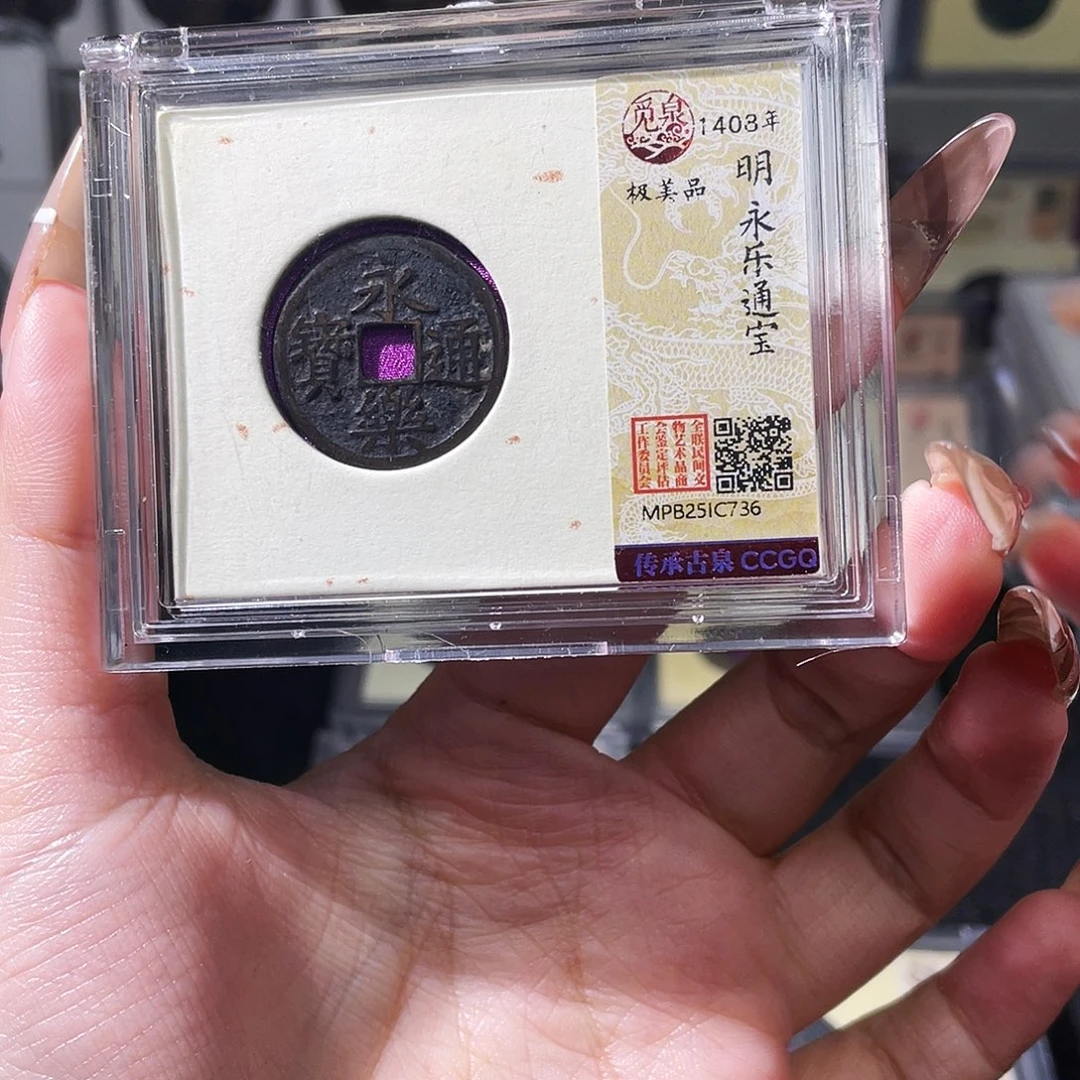 永樂通寶
觅泉
1403年
极美品
明永乐通宝
全联民间文
物艺术品商
会鉴定评估
工作委员会
MPB25IC736
传承古泉 CCGQ